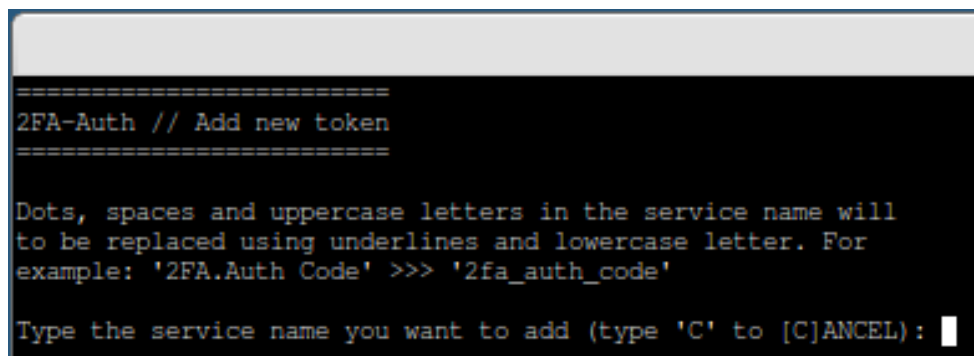 =========================
2FA-Auth // Add new token
=========================
Dots, spaces and uppercase letters in the service name will
to be replaced using underlines and lowercase letter. For
example: '2FA.Auth Code' >>> '2fa_auth_code'
Type the service name you want to add (type 'C' to [C]ANCEL):